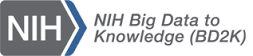 NIH
NIH Big Data to
Knowledge (BD2K)